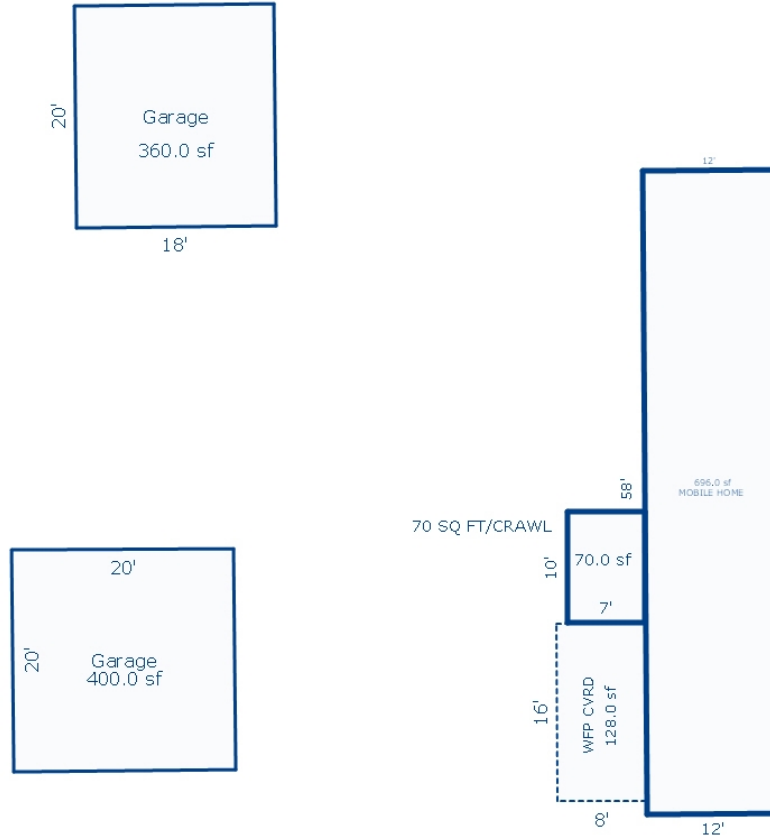 20'
Garage
360.0 sf
18'
12'
58'
696.0 sf
MOBILE HOME
70 SQ FT/CRAWL
10'
70.0 sf
7'
20'
20'
Garage
400.0 sf
16'
WFP CVRD
128.0 sf
8'
12'